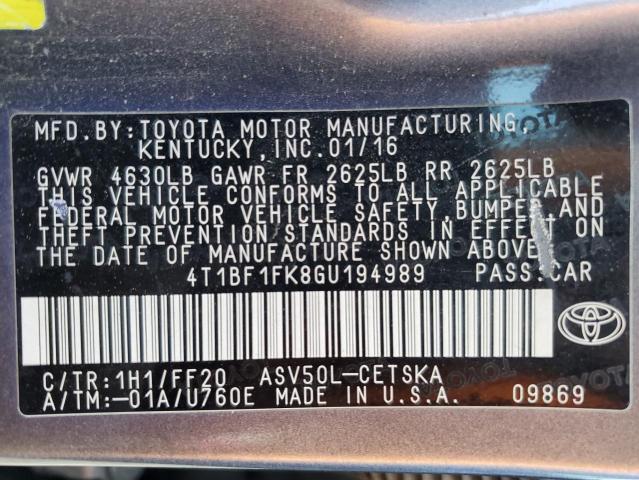 MFD. BY: TOYOTA MOTOR MANUFACTURING,
KENTUCKY, INC. 01/16
GVWR 4630LB GAWR FR 2625LB RR 2625LB
THIS VEHICLE CONFORMS TO ALL APPLICABLE
FEDERAL MOTOR VEHICLE SAFETY, BUMPER, AND
THEFT PREVENTION STANDARDS IN EFFECT ON
THE DATE OF MANUFACTURE SHOWN ABOVE.
4T1BF1FK8GU194989 PASS. CAR
C/TR: 1H1/FF20 ASV50L-CETSKA
A/TM: -01A/U760E MADE IN U.S.A. 09869